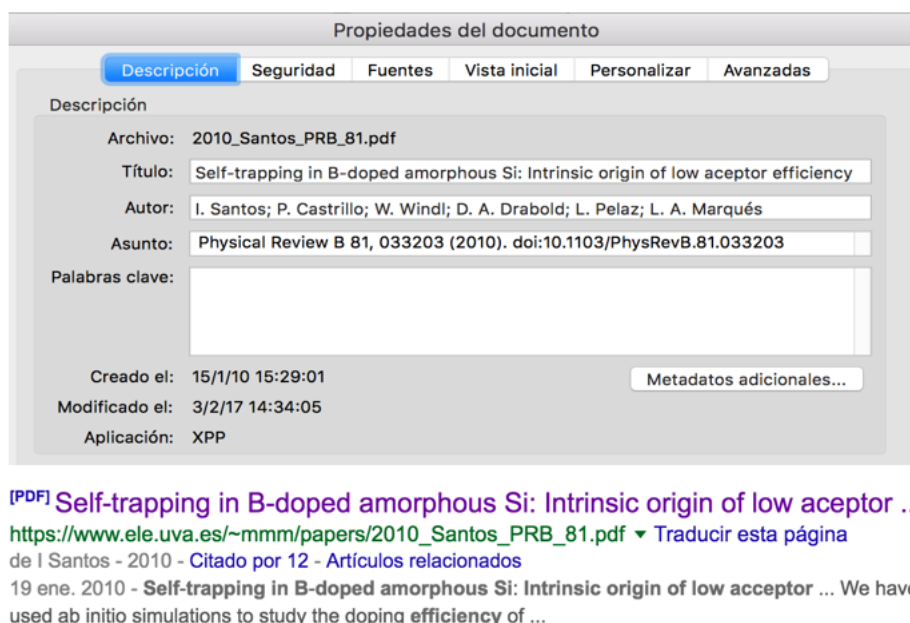 Propiedades del documento
Descripción Seguridad Fuentes Vista inicial Personalizar Avanzadas
Descripción
Archivo: 2010_Santos_PRB_81.pdf
Título: Self-trapping in B-doped amorphous Si: Intrinsic origin of low aceptor efficiency
Autor: I. Santos; P. Castrillo; W. Windl; D. A. Drabold; L. Pelaz; L. A. Marqués
Asunto: Physical Review B 81, 033203 (2010). doi:10.1103/PhysRevB.81.033203
Palabras clave:
Creado el: 15/1/10 15:29:01
Metadatos adicionales...
Modificado el: 3/2/17 14:34:05
Aplicación: XPP
[PDF] Self-trapping in B-doped amorphous Si: Intrinsic origin of low aceptor ..
https://www.ele.uva.es/~mmm/papers/2010_Santos_PRB_81.pdf ▾ Traducir esta página
de I Santos - 2010 - Citado por 12 - Artículos relacionados
19 ene. 2010 - Self-trapping in B-doped amorphous Si: Intrinsic origin of low acceptor ... We have
used ab initio simulations to study the doping efficiency of ...